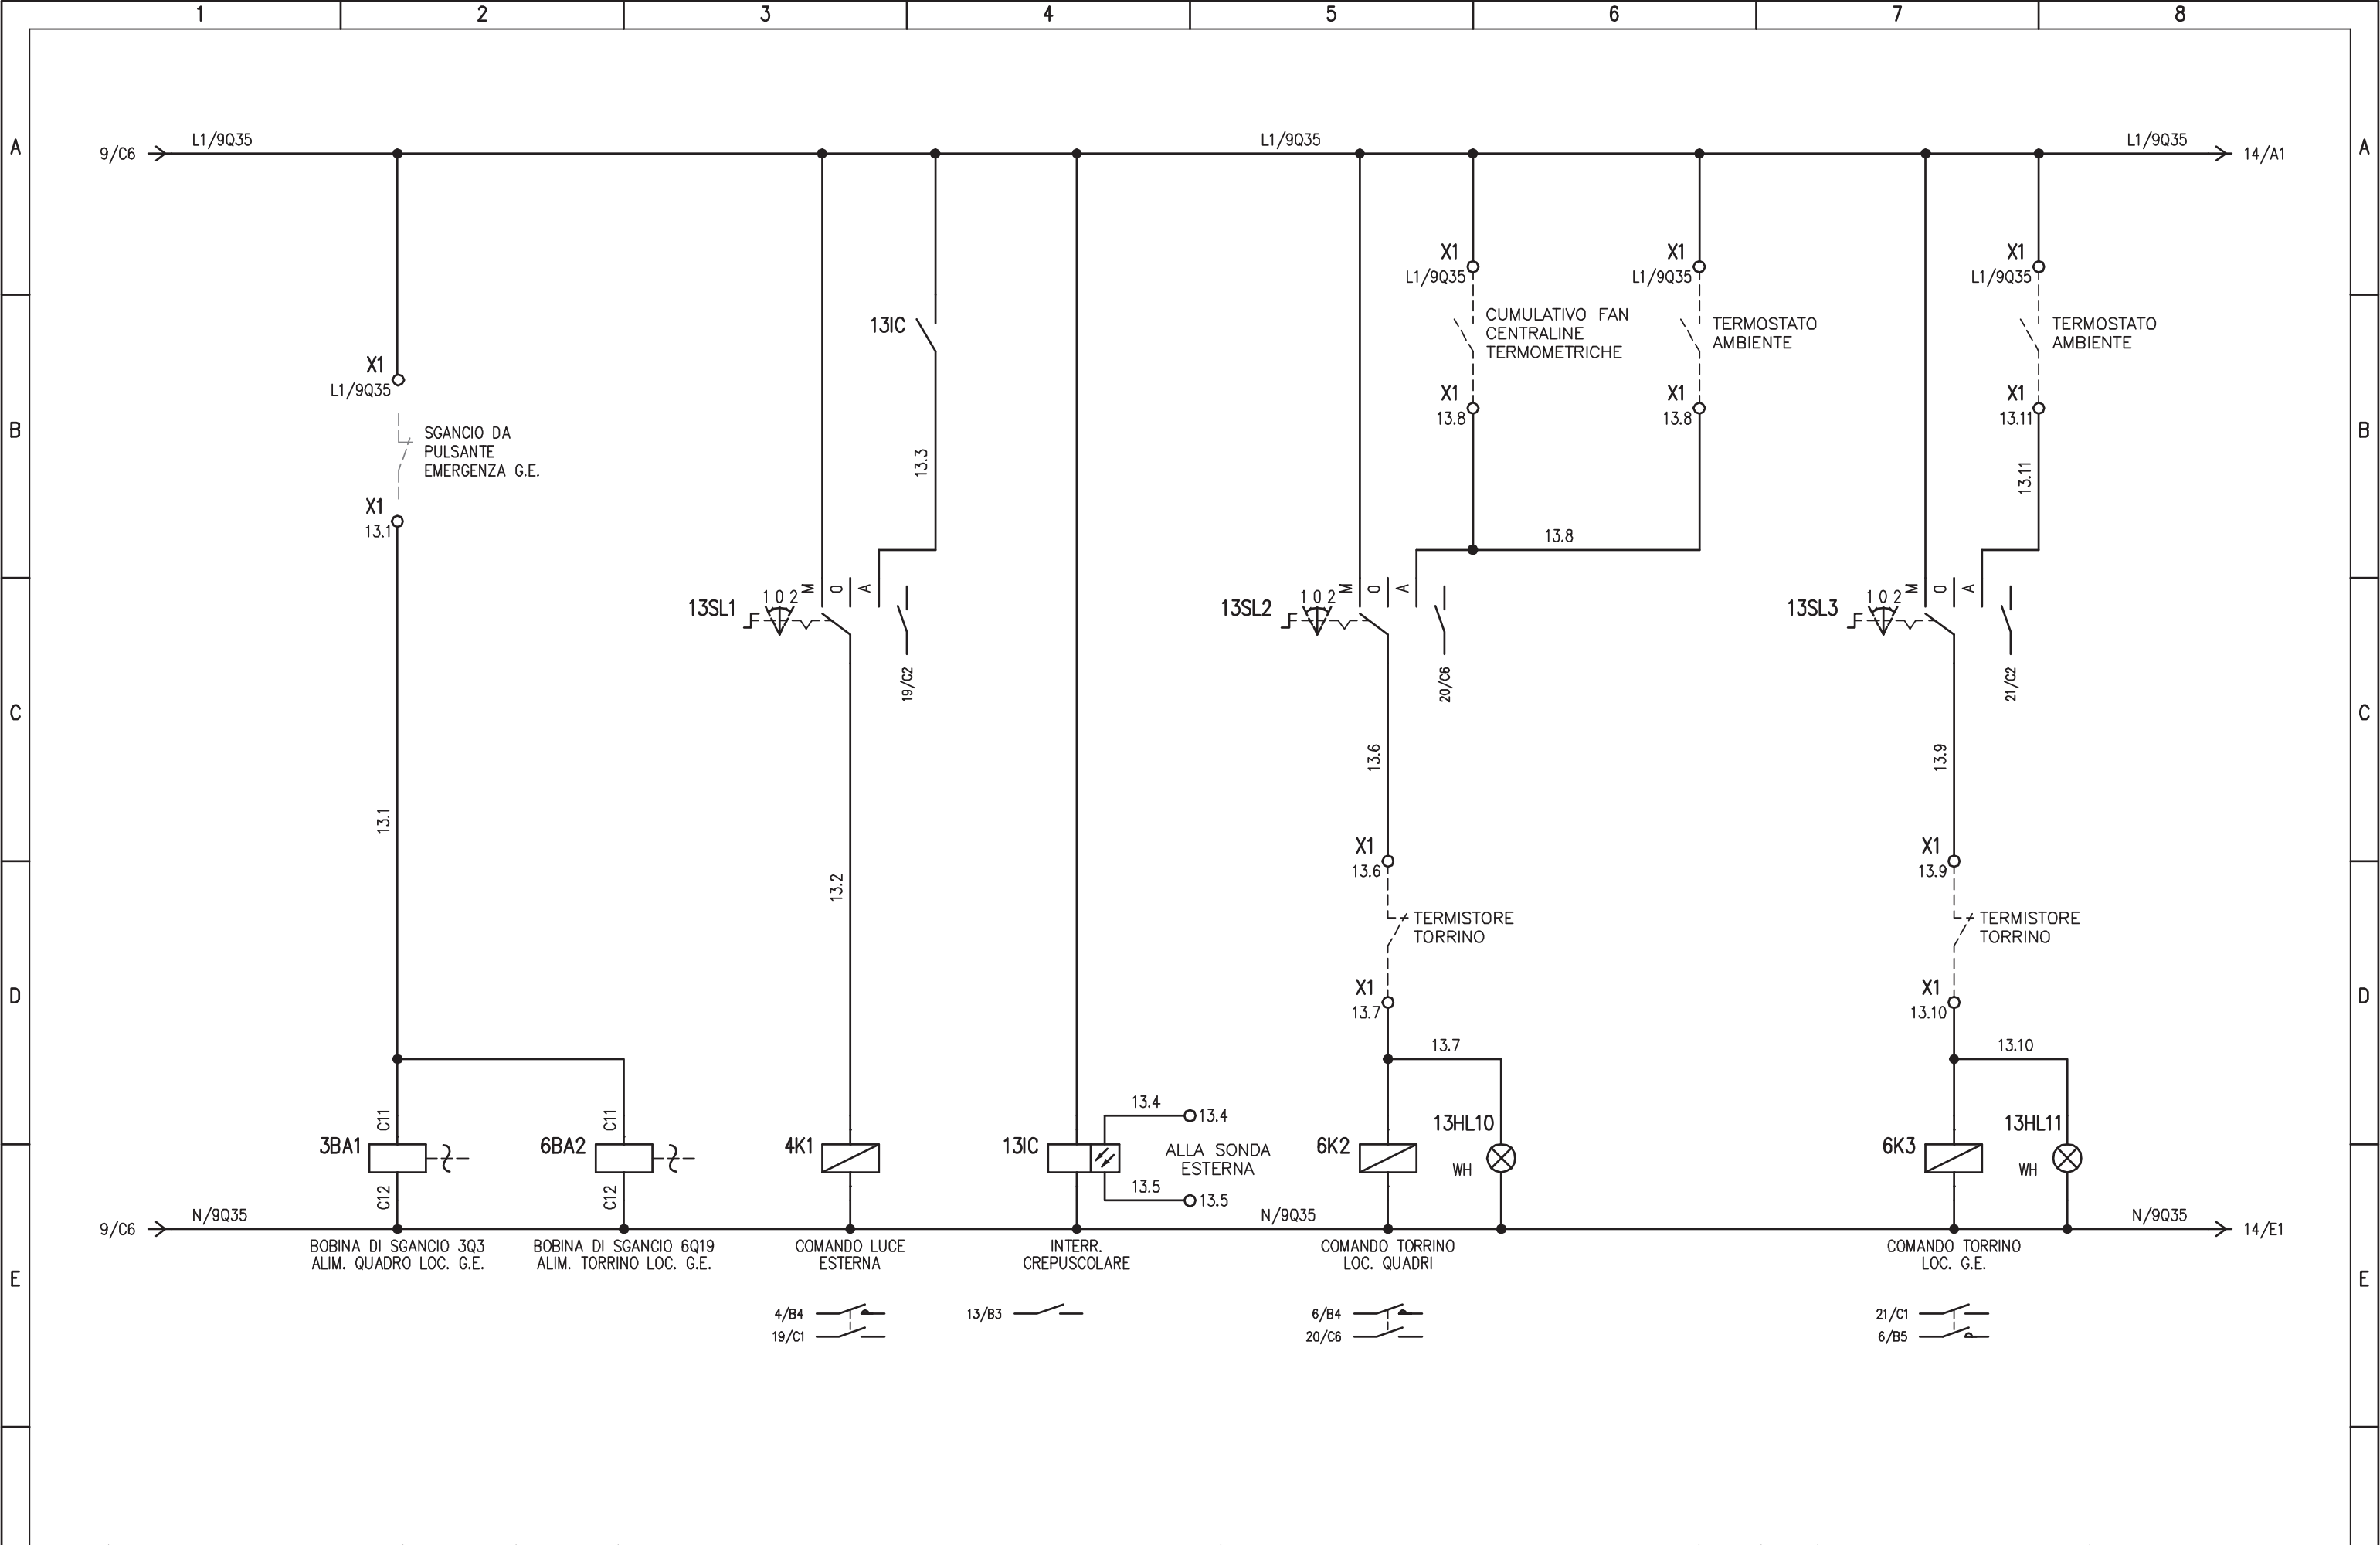 1 2 3 4 5 6 7 8
A A
9/C6 L1/9Q35 L1/9Q35 L1/9Q35 14/A1
X1 X1 X1
L1/9Q35 L1/9Q35 L1/9Q35
13IC
CUMULATIVO FAN
CENTRALINE
TERMOMETRICHE
TERMOSTATO
AMBIENTE
TERMOSTATO
AMBIENTE
X1
L1/9Q35
X1 X1 X1
13.8 13.8 13.11
B B
SGANCIO DA
PULSANTE
EMERGENZA G.E.
13.3
13.11
X1
13.1
13.8
13SL1 1 0 2 M 0 A
13SL2 1 0 2 M 0 A
13SL3 1 0 2 M 0 A
19/C2 20/C6 21/C2
C C
13.6 13.9
13.1
13.2
X1 X1
13.6 13.9
TERMISTORE
TORRINO
TERMISTORE
TORRINO
D D
X1 X1
13.7 13.10
13.7 13.10
13.4 13.4
C11 C11
13HL10 13HL11
3BA1 6BA2 4K1 13IC 6K2 6K3
ALLA SONDA
ESTERNA
WH WH
C12 C12
13.5 13.5
9/C6 N/9Q35 N/9Q35 N/9Q35 14/E1
BOBINA DI SGANCIO 3Q3
ALIM. QUADRO LOC. G.E.
BOBINA DI SGANCIO 6Q19
ALIM. TORRINO LOC. G.E.
COMANDO LUCE
ESTERNA
INTERR.
CREPUSCOLARE
COMANDO TORRINO
LOC. QUADRI
COMANDO TORRINO
LOC. G.E.
E E
4/B4 13/B3 6/B4 21/C1
19/C1 20/C6 6/B5